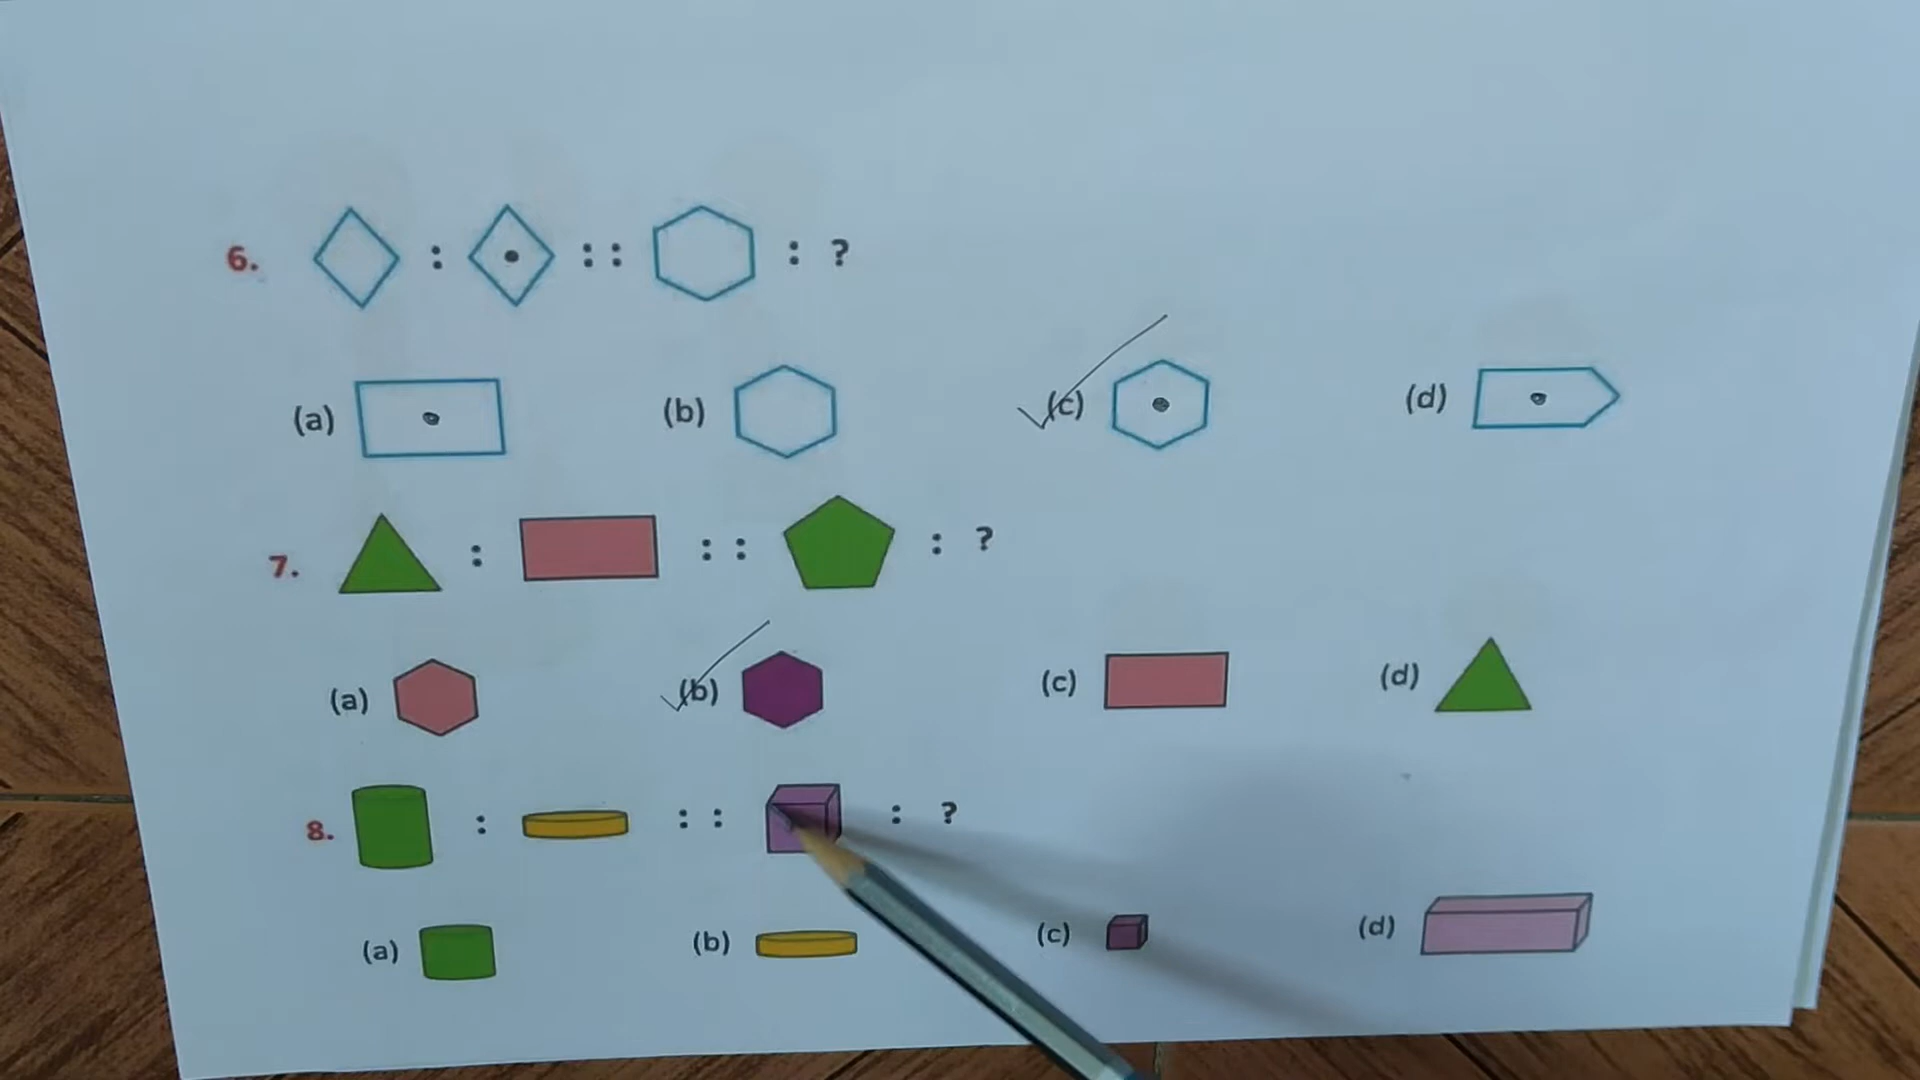 6. : :: : ?
(a) (b) (c) (d)
7. : :: : ?
(a) (b) (c) (d)
8. : :: : ?
(a) (b) (c) (d)